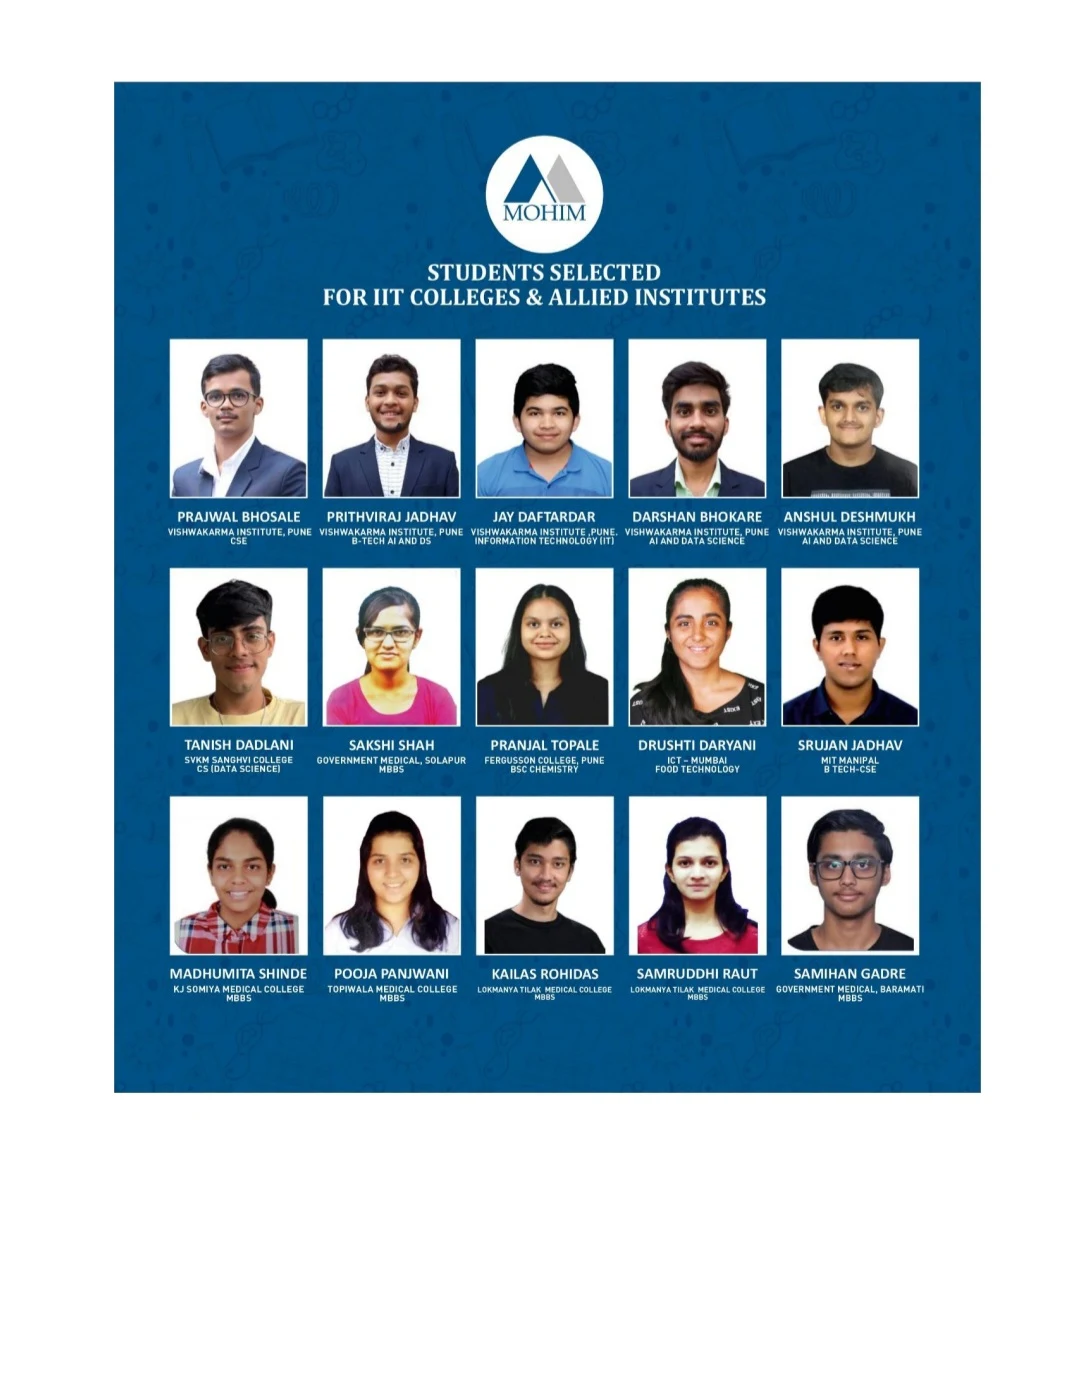 MOHIM
STUDENTS SELECTED
FOR IIT COLLEGES & ALLIED INSTITUTES
PRAJWAL BHOSALE
VISHWAKARMA INSTITUTE, PUNE
CSE
PRITHVIRAJ JADHAV
VISHWAKARMA INSTITUTE, PUNE
B-TECH AI AND DS
JAY DAFTARDAR
VISHWAKARMA INSTITUTE ,PUNE.
INFORMATION TECHNOLOGY (IT)
DARSHAN BHOKARE
VISHWAKARMA INSTITUTE, PUNE
AI AND DATA SCIENCE
ANSHUL DESHMUKH
VISHWAKARMA INSTITUTE, PUNE
AI AND DATA SCIENCE
TANISH DADLANI
SVKM SANGHVI COLLEGE
CS (DATA SCIENCE)
SAKSHI SHAH
GOVERNMENT MEDICAL, SOLAPUR
MBBS
PRANJAL TOPALE
FERGUSSON COLLEGE, PUNE
BSC CHEMISTRY
DRUSHTI DARYANI
ICT – MUMBAI
FOOD TECHNOLOGY
SRUJAN JADHAV
MIT MANIPAL
B TECH-CSE
MADHUMITA SHINDE
KJ SOMIYA MEDICAL COLLEGE
MBBS
POOJA PANJWANI
TOPIWALA MEDICAL COLLEGE
MBBS
KAILAS ROHIDAS
LOKMANYA TILAK MEDICAL COLLEGE
MBBS
SAMRUDDHI RAUT
LOKMANYA TILAK MEDICAL COLLEGE
MBBS
SAMIHAN GADRE
GOVERNMENT MEDICAL, BARAMATI
MBBS